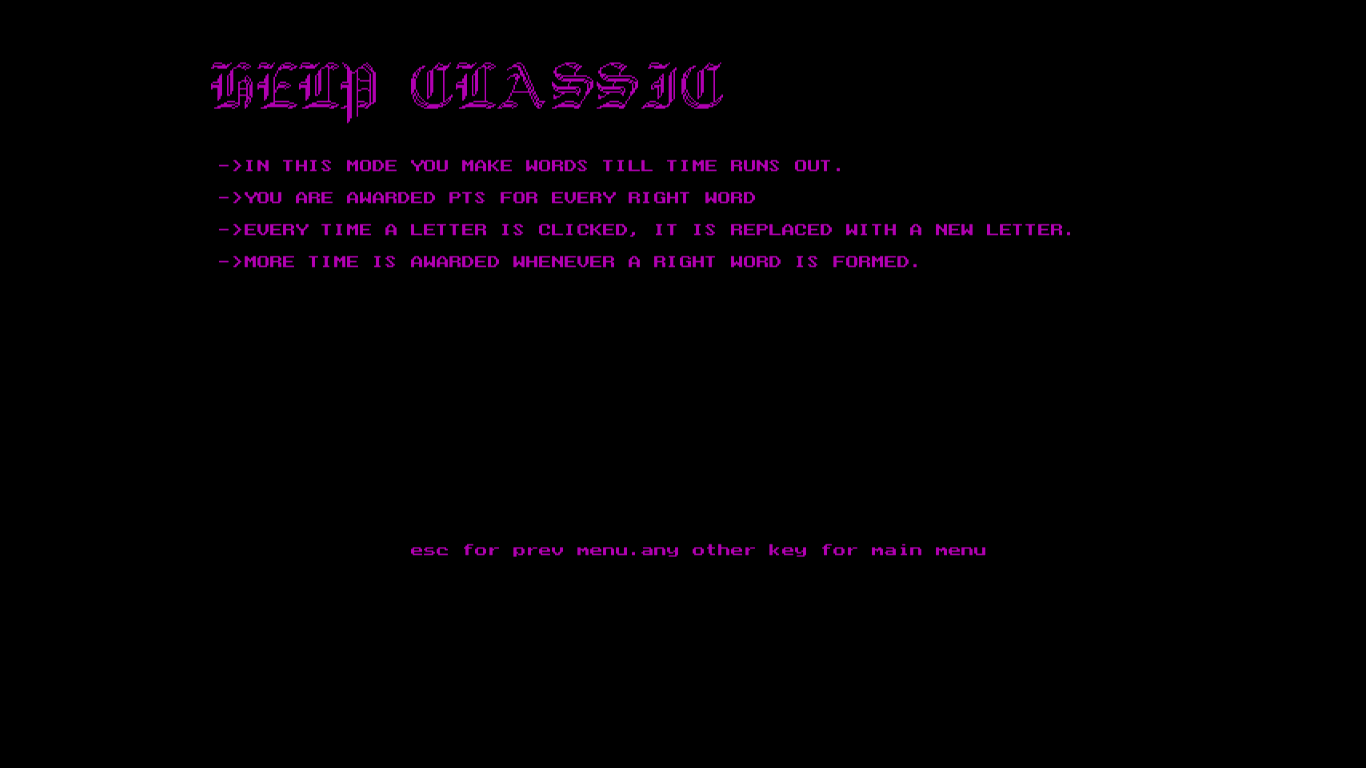 HELP CLASSIC
->IN THIS MODE YOU MAKE WORDS TILL TIME RUNS OUT.
->YOU ARE AWARDED PTS FOR EVERY RIGHT WORD
->EVERY TIME A LETTER IS CLICKED, IT IS REPLACED WITH A NEW LETTER.
->MORE TIME IS AWARDED WHENEVER A RIGHT WORD IS FORMED.
esc for prev menu.any other key for main menu